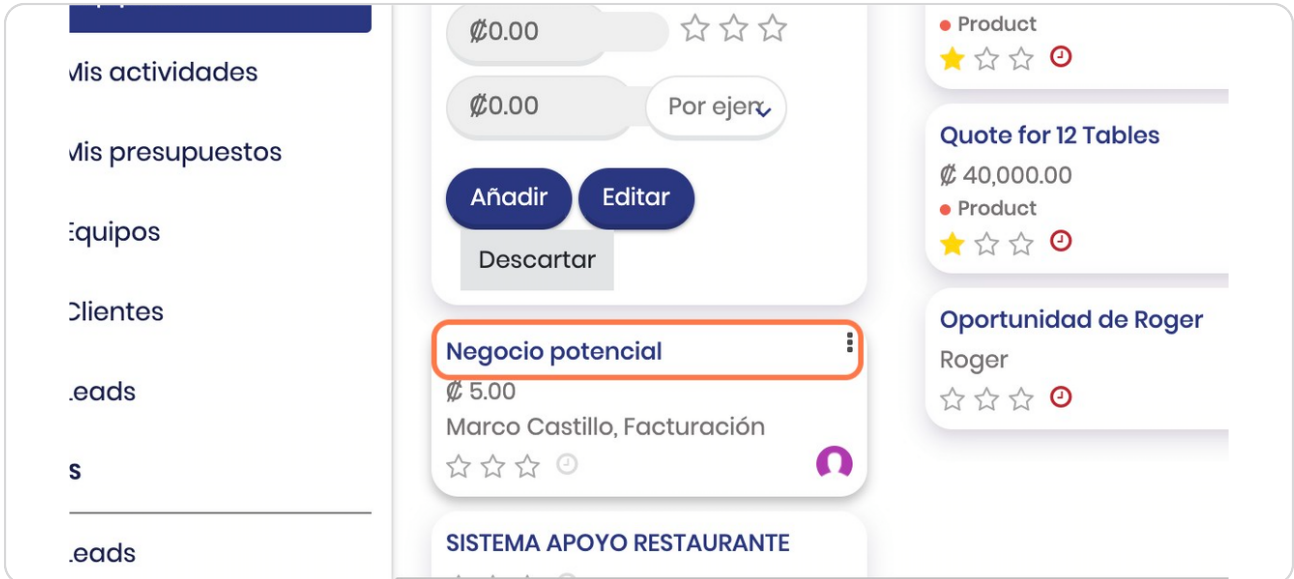 Mis actividades
Mis presupuestos
Equipos
Clientes
Leads
s
Leads
₡0.00
₡0.00
Por ejen
Añadir
Editar
Descartar
Negocio potencial
₡ 5.00
Marco Castillo, Facturación
SISTEMA APOYO RESTAURANTE
Product
Quote for 12 Tables
₡ 40,000.00
Product
Oportunidad de Roger
Roger